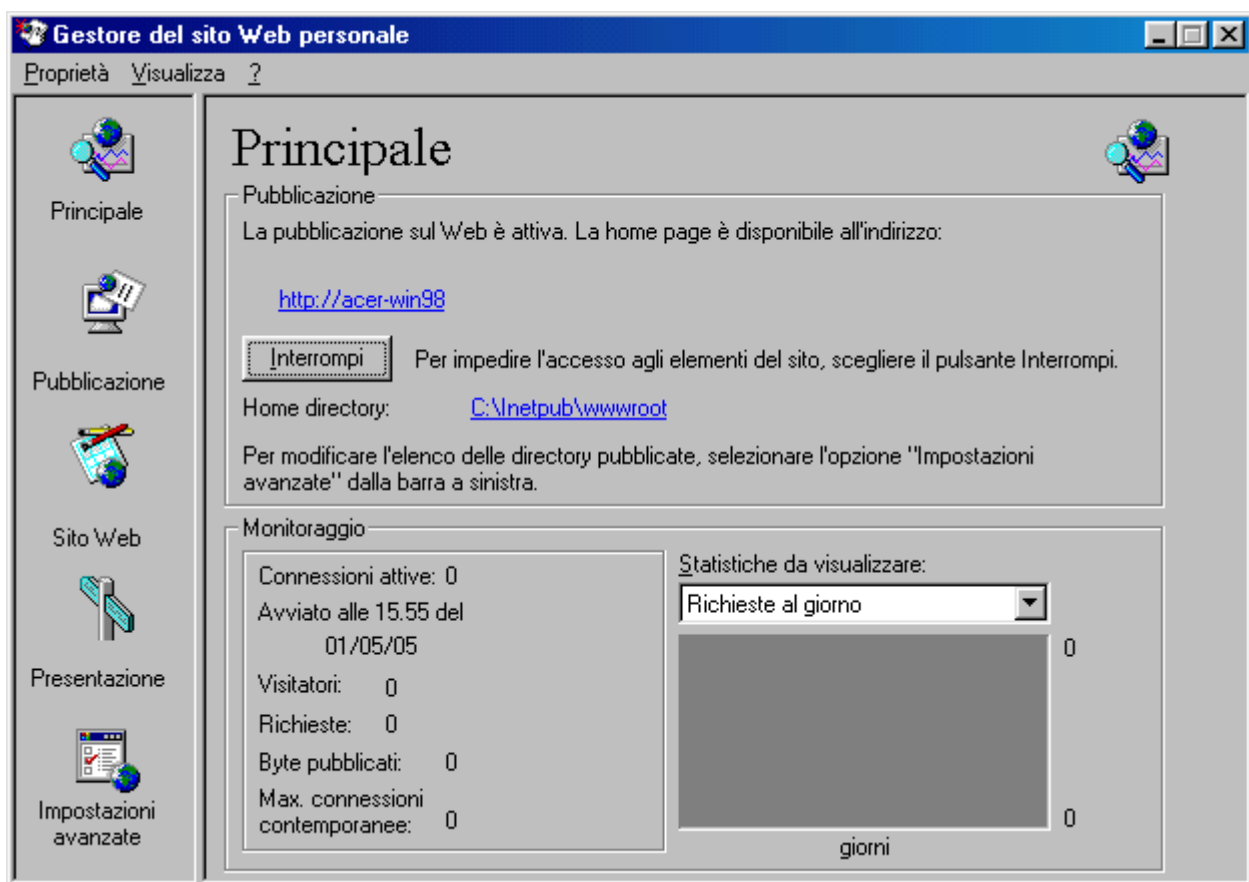 Gestore del sito Web personale
Proprietà Visualizza ?
Principale
Pubblicazione
Sito Web
Presentazione
Impostazioni
avanzate
Principale
Pubblicazione
La pubblicazione sul Web è attiva. La home page è disponibile all'indirizzo:
http://acer-win98
Interrompi Per impedire l'accesso agli elementi del sito, scegliere il pulsante Interrompi.
Home directory: C:\Inetpub\wwwroot
Per modificare l'elenco delle directory pubblicate, selezionare l'opzione "Impostazioni
avanzate" dalla barra a sinistra.
Monitoraggio
Connessioni attive: 0
Avviato alle 15.55 del
01/05/05
Visitatori: 0
Richieste: 0
Byte pubblicati: 0
Max. connessioni
contemporanee: 0
Statistiche da visualizzare:
Richieste al giorno
0
0
giorni